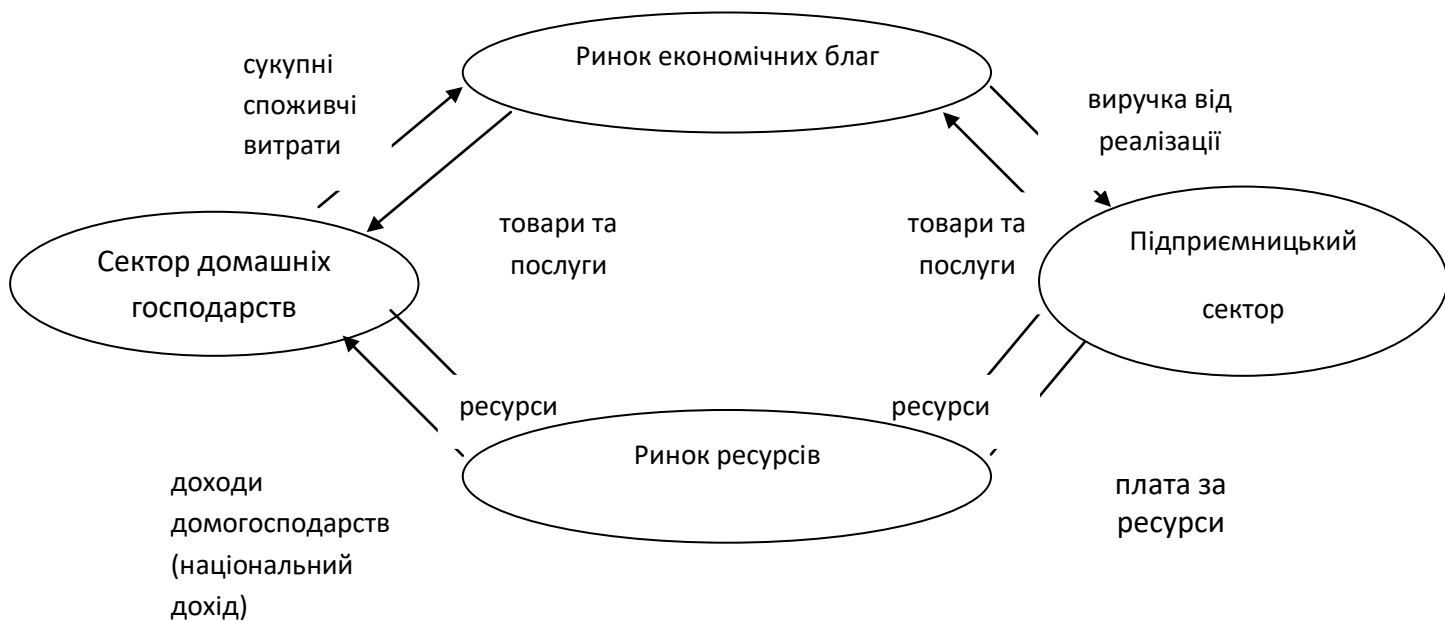 Ринок економічних благ
сукупні
споживчі
витрати
виручка від
реалізації
товари та
послуги
товари та
послуги
Сектор домашніх
господарств
Підприємницький
сектор
ресурси
ресурси
Ринок ресурсів
доходи
домогосподарств
(національний
дохід)
плата за
ресурси